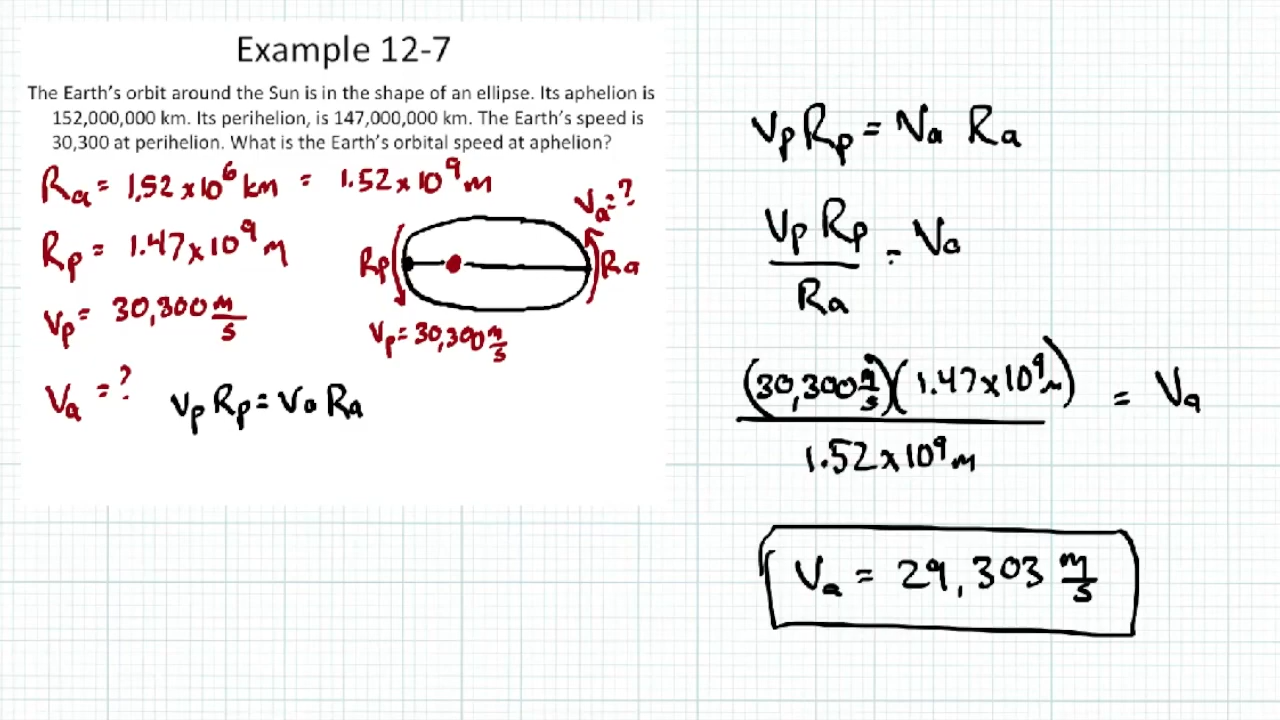 Example 12-7
The Earth's orbit around the Sun is in the shape of an ellipse. Its aphelion is
152,000,000 km. Its perihelion, is 147,000,000 km. The Earth's speed is
30,300 at perihelion. What is the Earth's orbital speed at aphelion?
Ra = 1.52 x 10^6 km = 1.52 x 10^9 m
Rp = 1.47 x 10^9 m
Vp = 30,300 m/s
Va = ?
VpRp = VaRa
Va = ?
Rp
Ra
Vp = 30,300 m/s
VpRp = Va Ra
Vp Rp / Ra = Va
(30,300 m/s)(1.47 x 10^9 m) / 1.52 x 10^9 m = Va
Va = 29,303 m/s